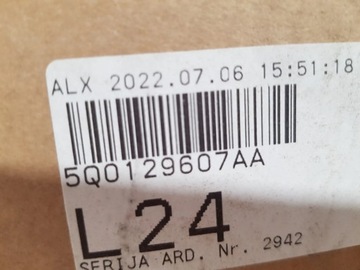 ALX 2022.07.06 15:51:18
5Q0129607AA
L24
SERIJA ARD. Nr. 2942